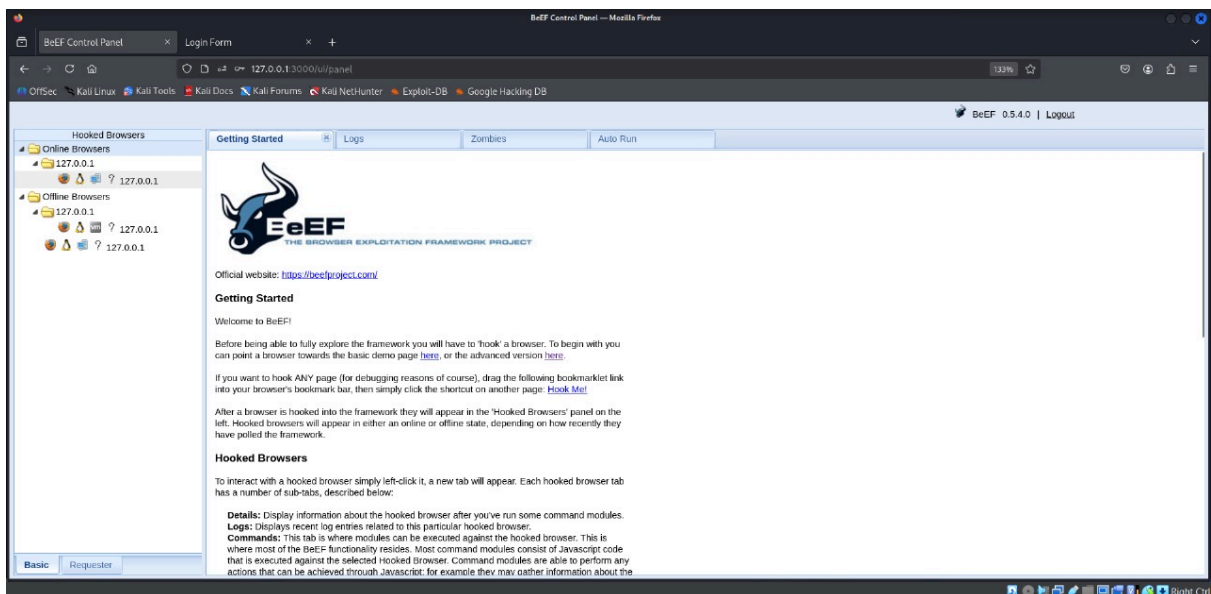 BeEF Control Panel — Mozilla Firefox
BeEF Control Panel × Login Form × +
127.0.0.1:3000/ui/panel 133%
OffSec Kali Linux Kali Tools Kali Docs Kali Forums Kali NetHunter Exploit-DB Google Hacking DB
BeEF 0.5.4.0 | Logout
Hooked Browsers
Online Browsers
127.0.0.1
? 127.0.0.1
Offline Browsers
127.0.0.1
? 127.0.0.1
? 127.0.0.1
Basic Requester
Getting Started Logs Zombies Auto Run
BeEF
THE BROWSER EXPLOITATION FRAMEWORK PROJECT
Official website: https://beefproject.com/
Getting Started
Welcome to BeEF!
Before being able to fully explore the framework you will have to 'hook' a browser. To begin with you
can point a browser towards the basic demo page here, or the advanced version here.
If you want to hook ANY page (for debugging reasons of course), drag the following bookmarklet link
into your browser's bookmark bar, then simply click the shortcut on another page: Hook Me!
After a browser is hooked into the framework they will appear in the 'Hooked Browsers' panel on the
left. Hooked browsers will appear in either an online or offline state, depending on how recently they
have polled the framework.
Hooked Browsers
To interact with a hooked browser simply left-click it, a new tab will appear. Each hooked browser tab
has a number of sub-tabs, described below:
Details: Display information about the hooked browser after you've run some command modules.
Logs: Displays recent log entries related to this particular hooked browser.
Commands: This tab is where modules can be executed against the hooked browser. This is
where most of the BeEF functionality resides. Most command modules consist of Javascript code
that is executed against the selected Hooked Browser. Command modules are able to perform any
actions that can be achieved through Javascript: for example they may gather information about the
Right Ctrl